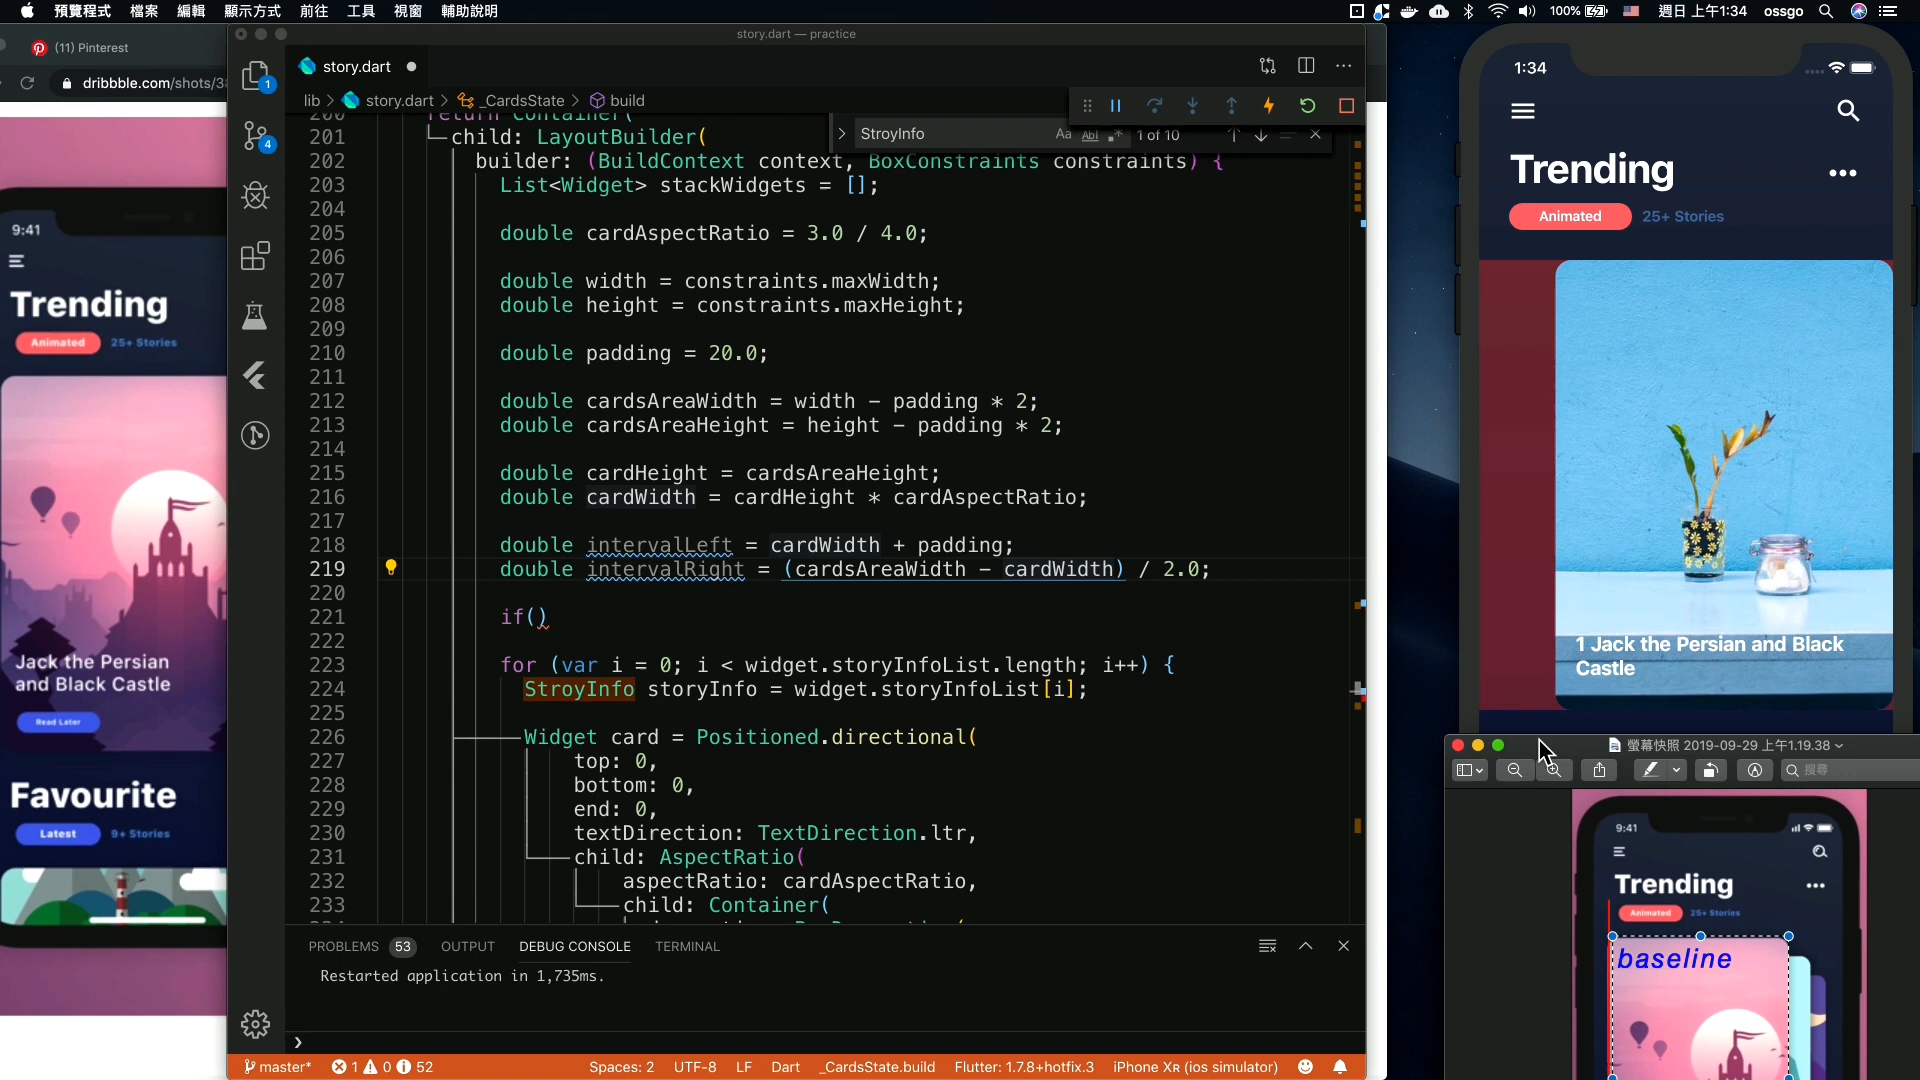 預覽程式 檔案 編輯 顯示方式 前往 工具 視窗 輔助說明
100% 週日 上午1:34 ossgo
(11) Pinterest
dribbble.com/shots/38
9:41
Trending
Animated 25+ Stories
Jack the Persian
and Black Castle
Read Later
Favourite
Latest 9+ Stories
story.dart — practice
story.dart
lib > story.dart > _CardsState > build
StroyInfo Aa Abl .* 1 of 10
1
4
200 return Container(
201 child: LayoutBuilder(
202 builder: (BuildContext context, BoxConstraints constraints) {
203 List<Widget> stackWidgets = [];
204
205 double cardAspectRatio = 3.0 / 4.0;
206
207 double width = constraints.maxWidth;
208 double height = constraints.maxHeight;
209
210 double padding = 20.0;
211
212 double cardsAreaWidth = width - padding * 2;
213 double cardsAreaHeight = height - padding * 2;
214
215 double cardHeight = cardsAreaHeight;
216 double cardWidth = cardHeight * cardAspectRatio;
217
218 double intervalLeft = cardWidth + padding;
219 double intervalRight = (cardsAreaWidth - cardWidth) / 2.0;
220
221 if()
222
223 for (var i = 0; i < widget.storyInfoList.length; i++) {
224 StroyInfo storyInfo = widget.storyInfoList[i];
225
226 Widget card = Positioned.directional(
227 top: 0,
228 bottom: 0,
229 end: 0,
230 textDirection: TextDirection.ltr,
231 child: AspectRatio(
232 aspectRatio: cardAspectRatio,
233 child: Container(
PROBLEMS 53 OUTPUT DEBUG CONSOLE TERMINAL
Restarted application in 1,735ms.
master* 1 0 52 Spaces: 2 UTF-8 LF Dart _CardsState.build Flutter: 1.7.8+hotfix.3 iPhone XR (ios simulator)
1:34
Trending
Animated 25+ Stories
1 Jack the Persian and Black
Castle
螢幕快照 2019-09-29 上午1.19.38
搜尋
9:41
Trending
Animated 25+ Stories
baseline